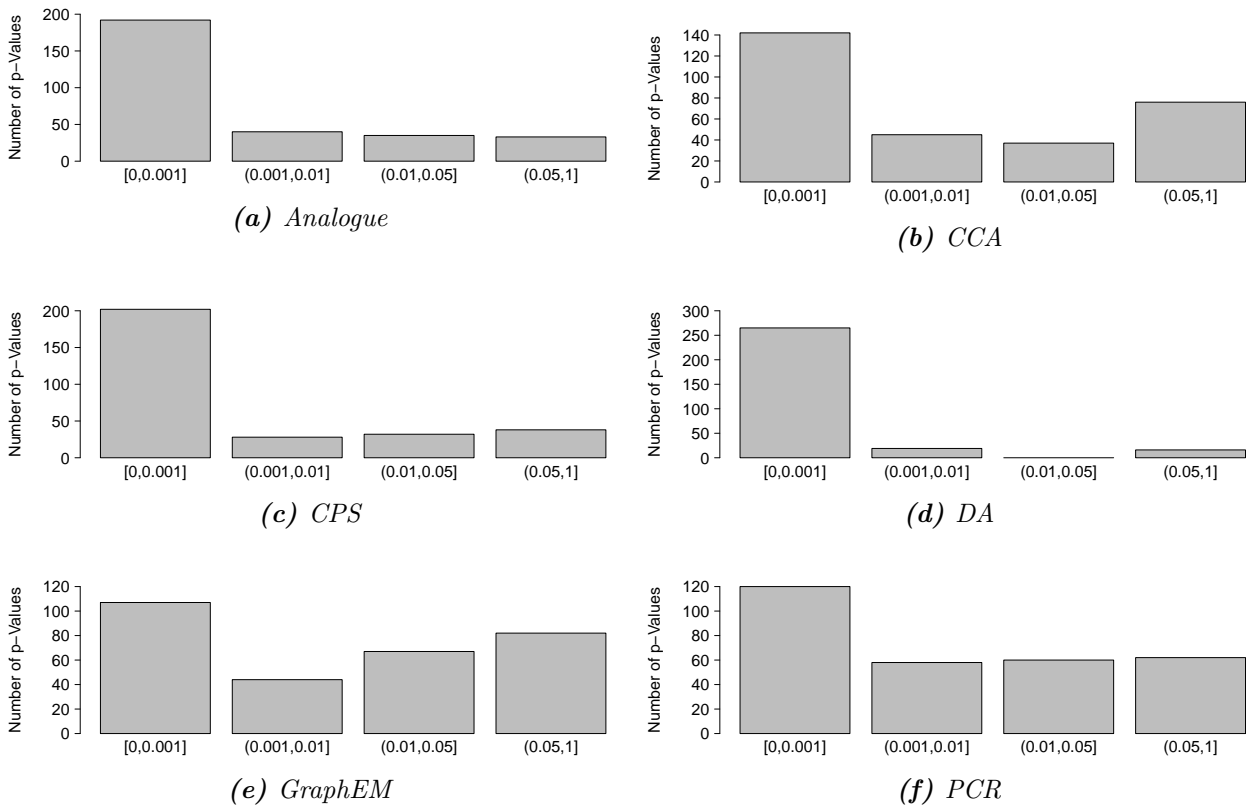 Number of p−Values
200
150
100
50
0
[0,0.001] (0.001,0.01] (0.01,0.05] (0.05,1]
(a) Analogue
Number of p−Values
140
120
100
80
60
40
20
0
[0,0.001] (0.001,0.01] (0.01,0.05] (0.05,1]
(b) CCA
Number of p−Values
200
150
100
50
0
[0,0.001] (0.001,0.01] (0.01,0.05] (0.05,1]
(c) CPS
Number of p−Values
300
250
200
150
100
50
0
[0,0.001] (0.001,0.01] (0.01,0.05] (0.05,1]
(d) DA
Number of p−Values
120
100
80
60
40
20
0
[0,0.001] (0.001,0.01] (0.01,0.05] (0.05,1]
(e) GraphEM
Number of p−Values
120
100
80
60
40
20
0
[0,0.001] (0.001,0.01] (0.01,0.05] (0.05,1]
(f) PCR